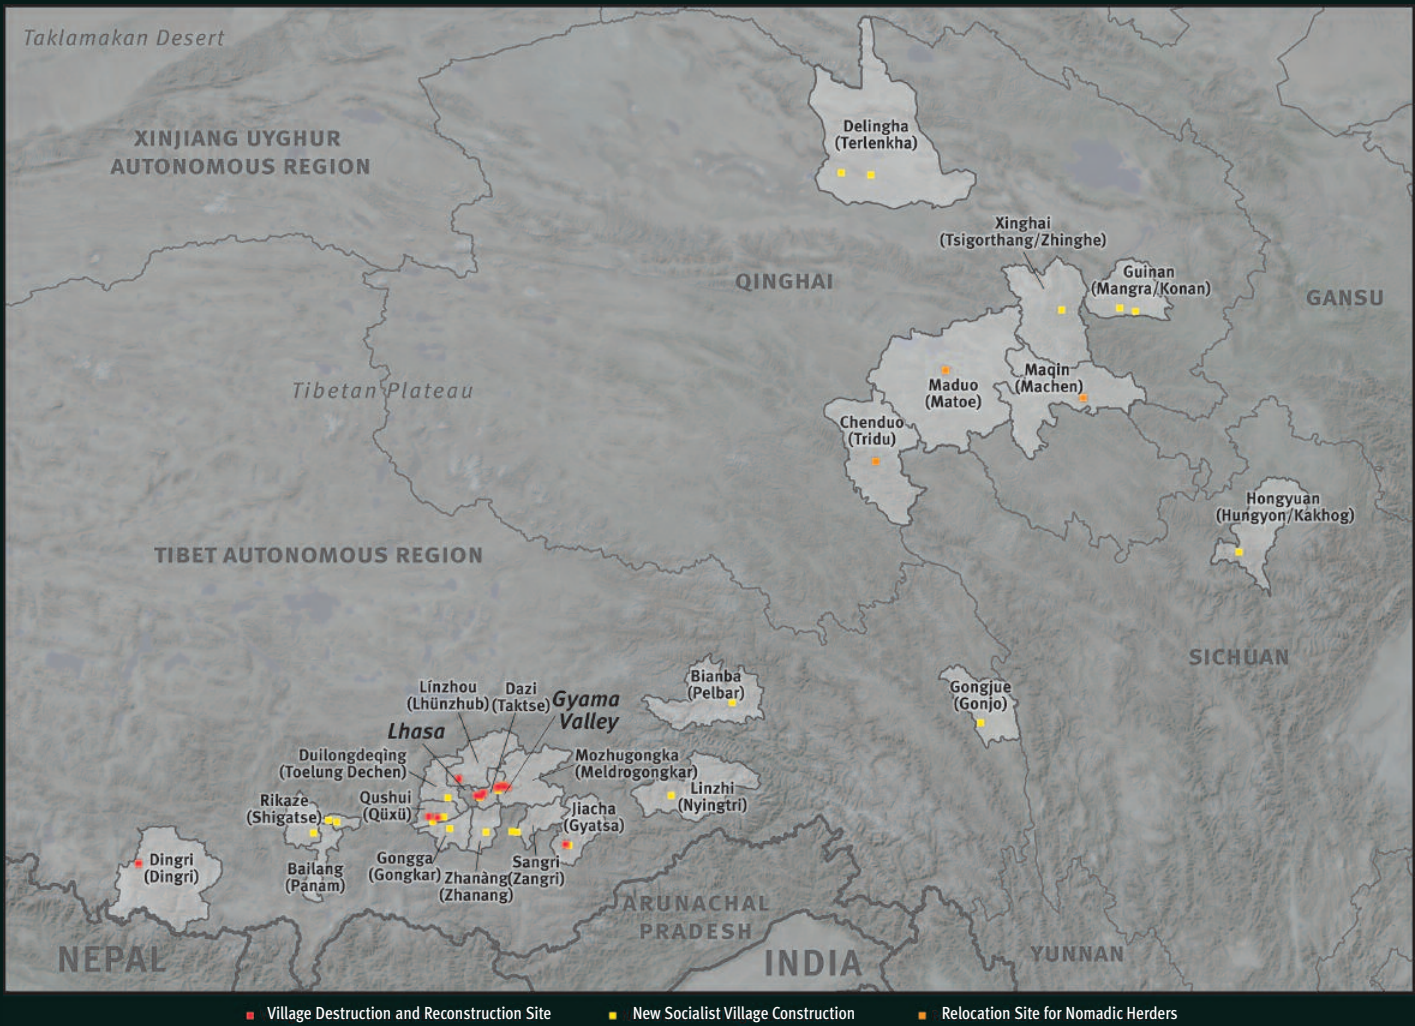 Taklamakan Desert
XINJIANG UYGHUR
AUTONOMOUS REGION
Delingha
(Terlenkha)
Xinghai
(Tsigorthang/Zhinghe)
QINGHAI
Guinan
(Mangra/Konan)
GANSU
Tibetan Plateau
Maduo
(Matoe)
Maqin
(Machen)
Chenduo
(Tridu)
Hongyuan
(Hungyon/Kakhog)
TIBET AUTONOMOUS REGION
SICHUAN
Bianba
(Pelbar)
Gongjue
(Gonjo)
Línzhou
(Lhünzhub)
Dazi
(Taktse)
Gyama
Valley
Lhasa
Duilongdeqìng
(Toelung Dechen)
Mozhugongka
(Meldrogongkar)
Linzhi
(Nyingtri)
Rikaze
(Shigatse)
Qushui
(Qüxü)
Jiacha
(Gyatsa)
Dingri
(Dingri)
Bailang
(Panam)
Gongga
(Gongkar)
Zhanàng
(Zhanang)
Sangri
(Zangri)
ARUNACHAL
PRADESH
NEPAL
INDIA
YUNNAN
Village Destruction and Reconstruction Site
New Socialist Village Construction
Relocation Site for Nomadic Herders